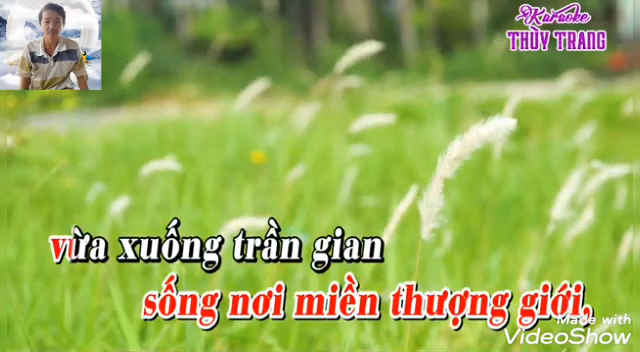 Karaoke
THÙY TRANG
vừa xuống trần gian
sống nơi miền thượng giới,
Made with
VideoShow